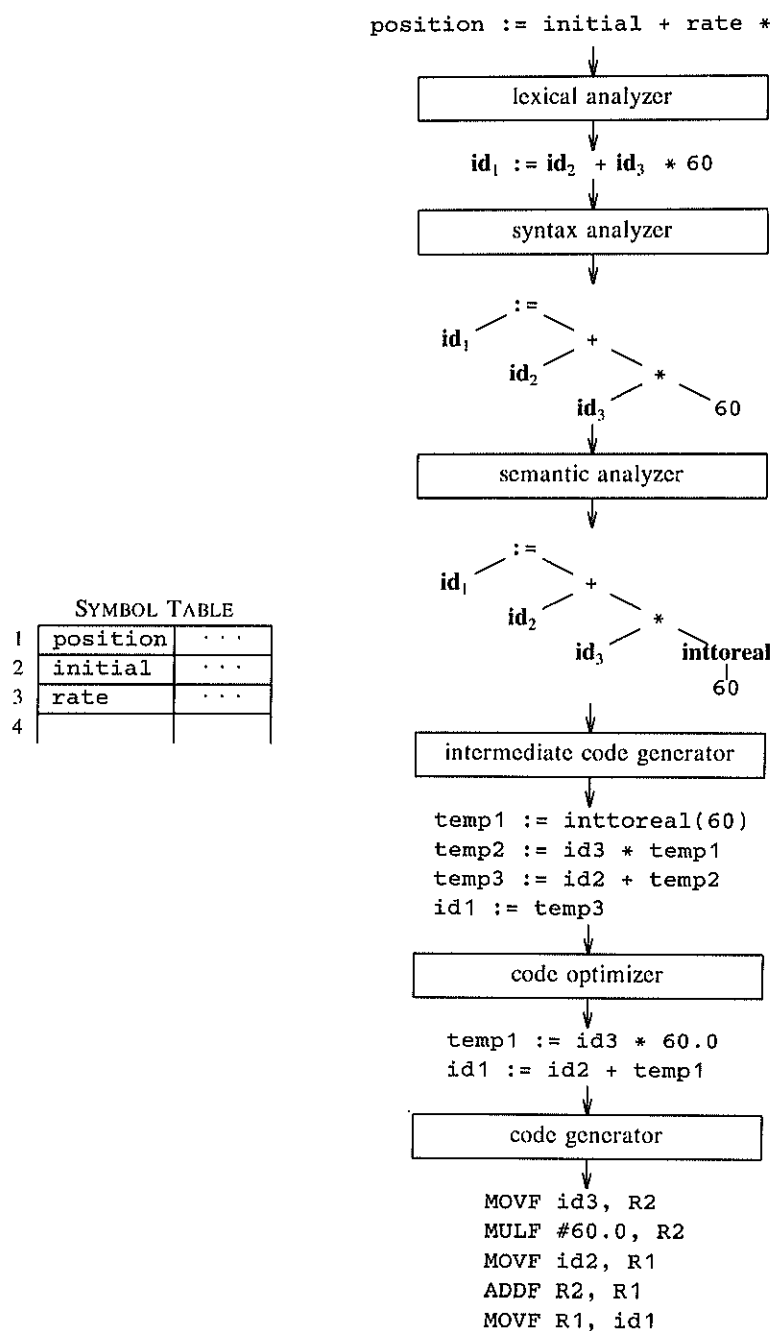 position := initial + rate *
lexical analyzer
id₁ := id₂ + id₃ * 60
syntax analyzer
:=
id₁ +
id₂ *
id₃ 60
semantic analyzer
:=
id₁ +
id₂ *
id₃ inttoreal
60
SYMBOL TABLE
1 position ...
2 initial ...
3 rate ...
4
intermediate code generator
temp1 := inttoreal(60)
temp2 := id3 * temp1
temp3 := id2 + temp2
id1 := temp3
code optimizer
temp1 := id3 * 60.0
id1 := id2 + temp1
code generator
MOVF id3, R2
MULF #60.0, R2
MOVF id2, R1
ADDF R2, R1
MOVF R1, id1